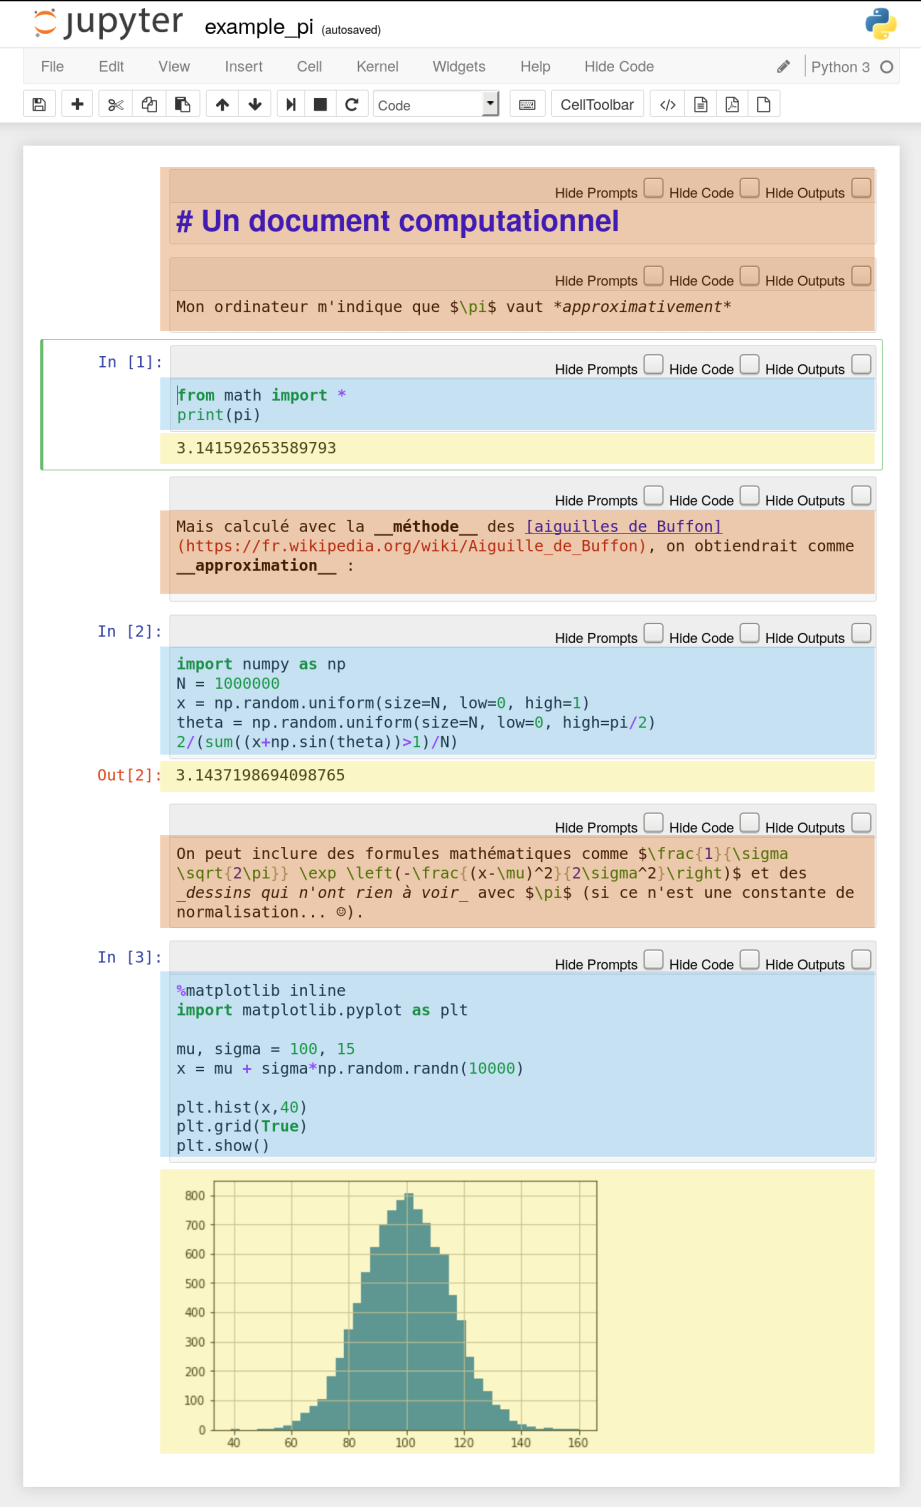 jupyter example_pi (autosaved)
File Edit View Insert Cell Kernel Widgets Help Hide Code Python 3
Code CellToolbar </>
Hide Prompts Hide Code Hide Outputs
# Un document computationnel
Hide Prompts Hide Code Hide Outputs
Mon ordinateur m'indique que $\pi$ vaut *approximativement*
In [1]:
Hide Prompts Hide Code Hide Outputs
from math import *
print(pi)
3.141592653589793
Hide Prompts Hide Code Hide Outputs
Mais calculé avec la __méthode__ des [aiguilles de Buffon]
(https://fr.wikipedia.org/wiki/Aiguille_de_Buffon), on obtiendrait comme
__approximation__ :
In [2]:
Hide Prompts Hide Code Hide Outputs
import numpy as np
N = 1000000
x = np.random.uniform(size=N, low=0, high=1)
theta = np.random.uniform(size=N, low=0, high=pi/2)
2/(sum((x+np.sin(theta))>1)/N)
Out[2]: 3.1437198694098765
Hide Prompts Hide Code Hide Outputs
On peut inclure des formules mathématiques comme $\frac{1}{\sigma
\sqrt{2\pi}} \exp \left(-\frac{(x-\mu)^2}{2\sigma^2}\right)$ et des
_dessins qui n'ont rien à voir_ avec $\pi$ (si ce n'est une constante de
normalisation... ☺).
In [3]:
Hide Prompts Hide Code Hide Outputs
%matplotlib inline
import matplotlib.pyplot as plt
mu, sigma = 100, 15
x = mu + sigma*np.random.randn(10000)
plt.hist(x,40)
plt.grid(True)
plt.show()
800
700
600
500
400
300
200
100
0
40 60 80 100 120 140 160